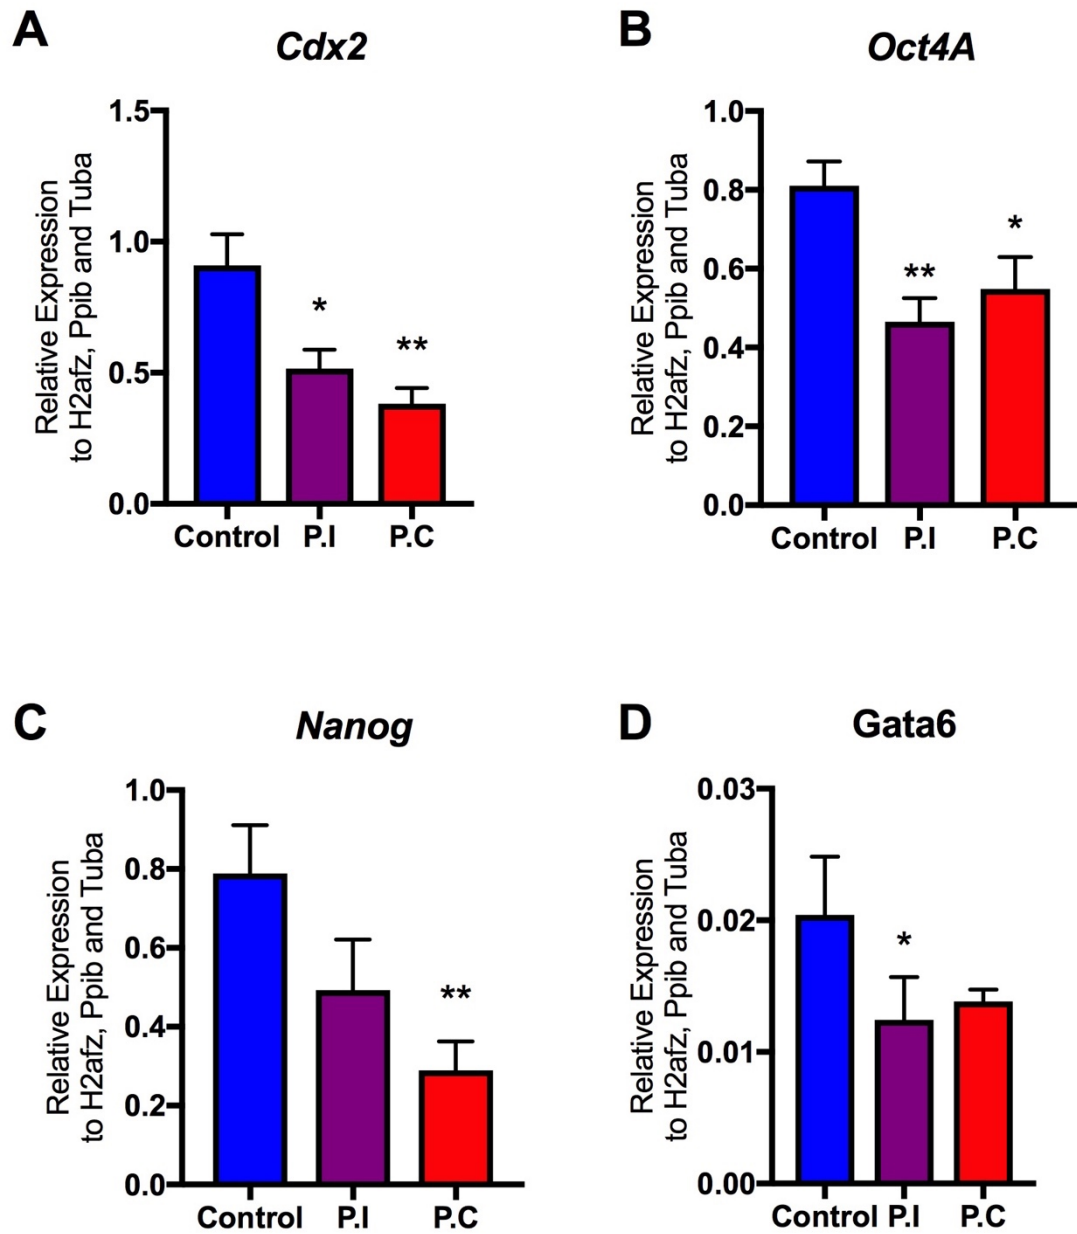 A
Cdx2
Relative Expression
to H2afz, Ppib and Tuba
1.5
1.0
0.5
0.0
*
**
Control P.I P.C
B
Oct4A
Relative Expression
to H2afz, Ppib and Tuba
1.0
0.8
0.6
0.4
0.2
0.0
**
*
Control P.I P.C
C
Nanog
Relative Expression
to H2afz, Ppib and Tuba
1.0
0.8
0.6
0.4
0.2
0.0
**
Control P.I P.C
D
Gata6
Relative Expression
to H2afz, Ppib and Tuba
0.03
0.02
0.01
0.00
*
Control P.I P.C